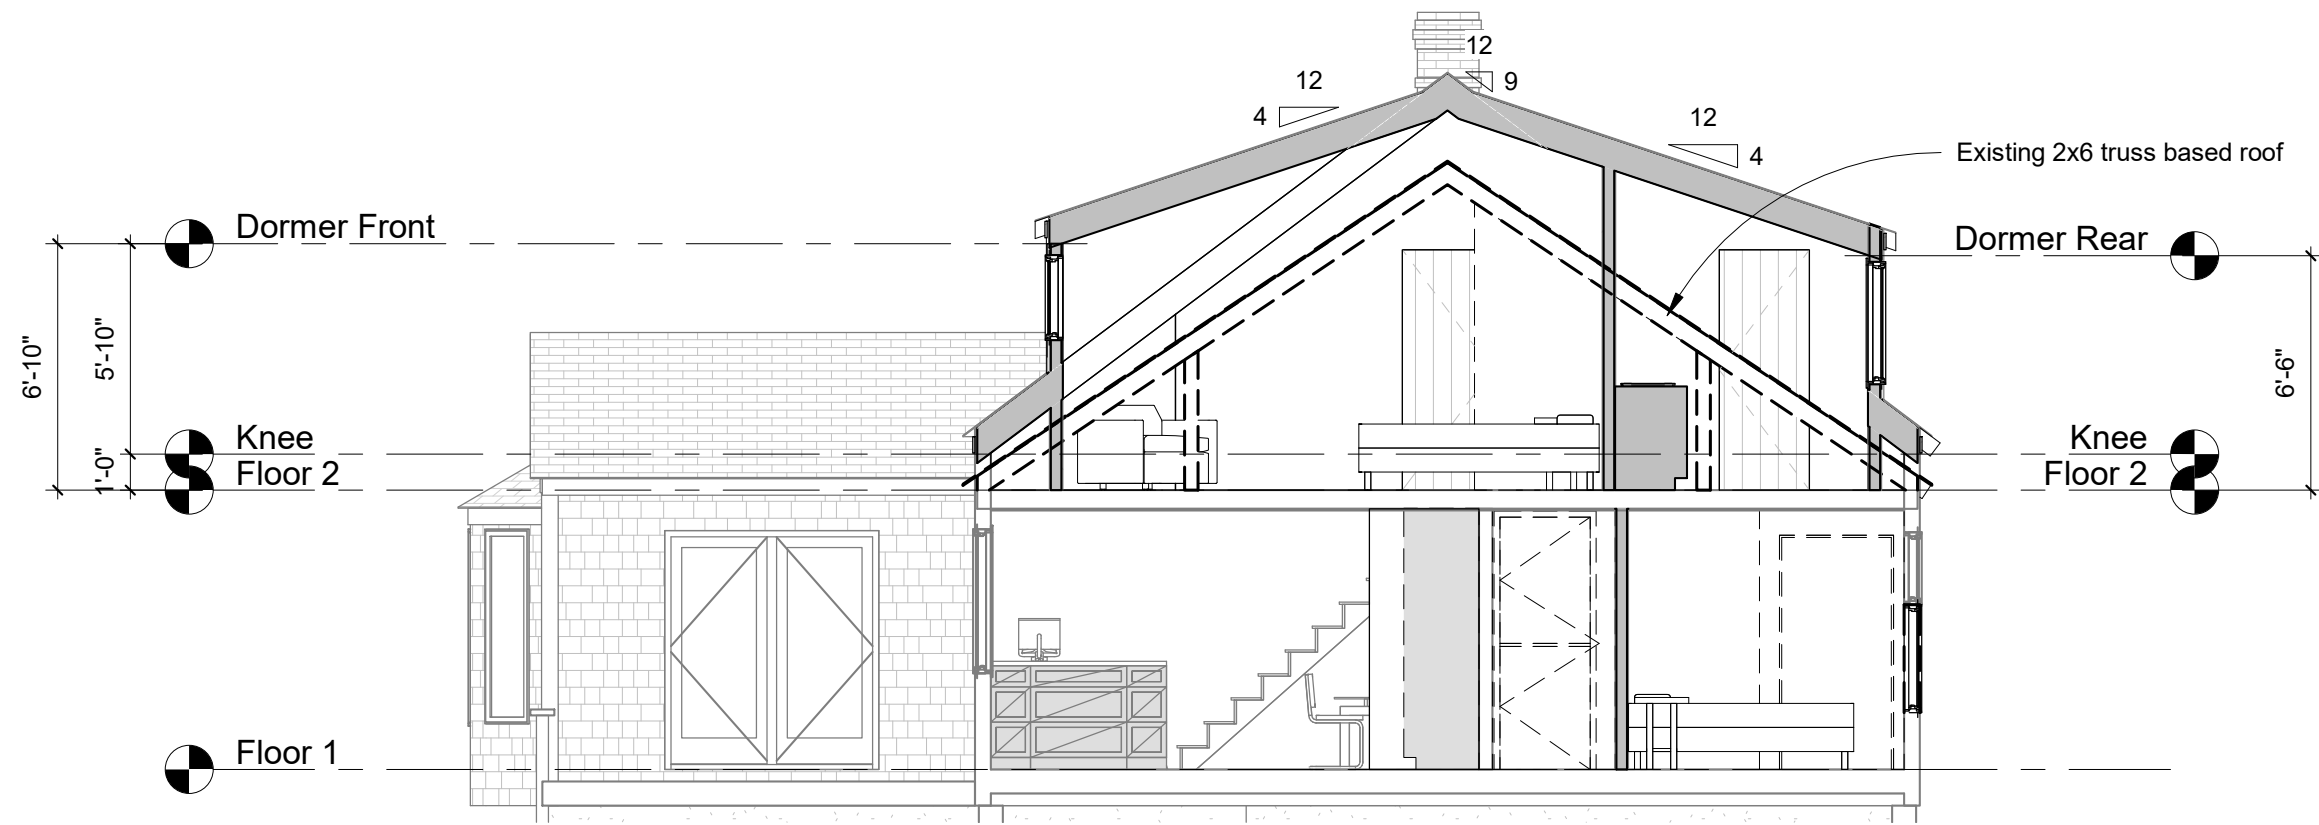 12
9
12
4
12
4
Existing 2x6 truss based roof
Dormer Front
Dormer Rear
6'-10"
5'-10"
1'-0"
6'-6"
Knee
Floor 2
Knee
Floor 2
Floor 1